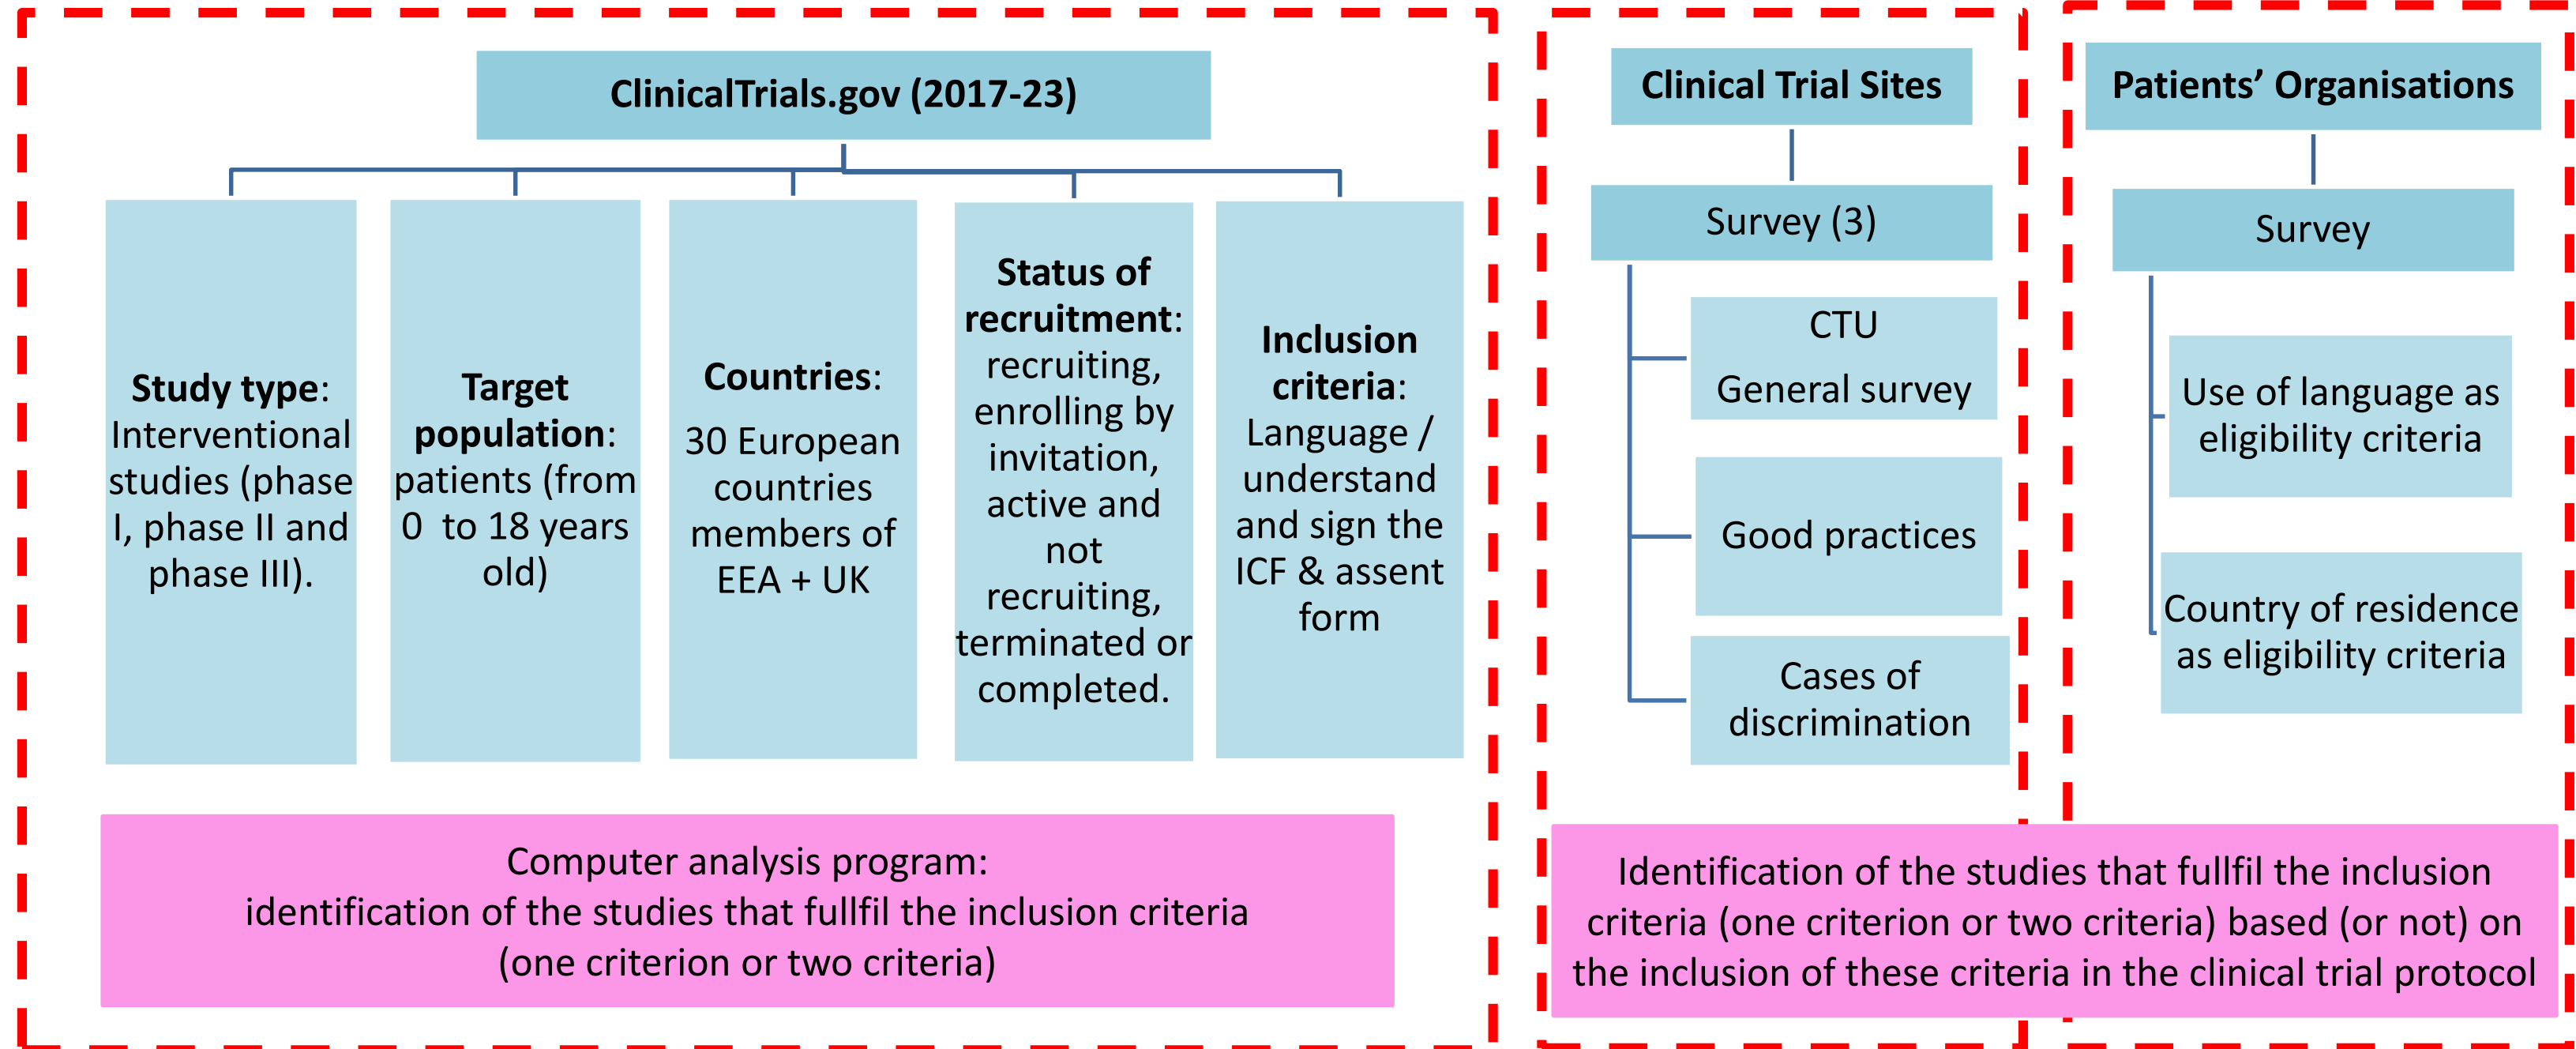 ClinicalTrials.gov (2017-23)
Study type:
Interventional
studies (phase
I, phase II and
phase III).
Target
population:
patients (from
0 to 18 years
old)
Countries:
30 European
countries
members of
EEA + UK
Status of
recruitment:
recruiting,
enrolling by
invitation,
active and
not
recruiting,
terminated or
completed.
Inclusion
criteria:
Language /
understand
and sign the
ICF & assent
form
Computer analysis program:
identification of the studies that fullfil the inclusion criteria
(one criterion or two criteria)
Clinical Trial Sites
Survey (3)
CTU
General survey
Good practices
Cases of
discrimination
Patients’ Organisations
Survey
Use of language as
eligibility criteria
Country of residence
as eligibility criteria
Identification of the studies that fullfil the inclusion
criteria (one criterion or two criteria) based (or not) on
the inclusion of these criteria in the clinical trial protocol